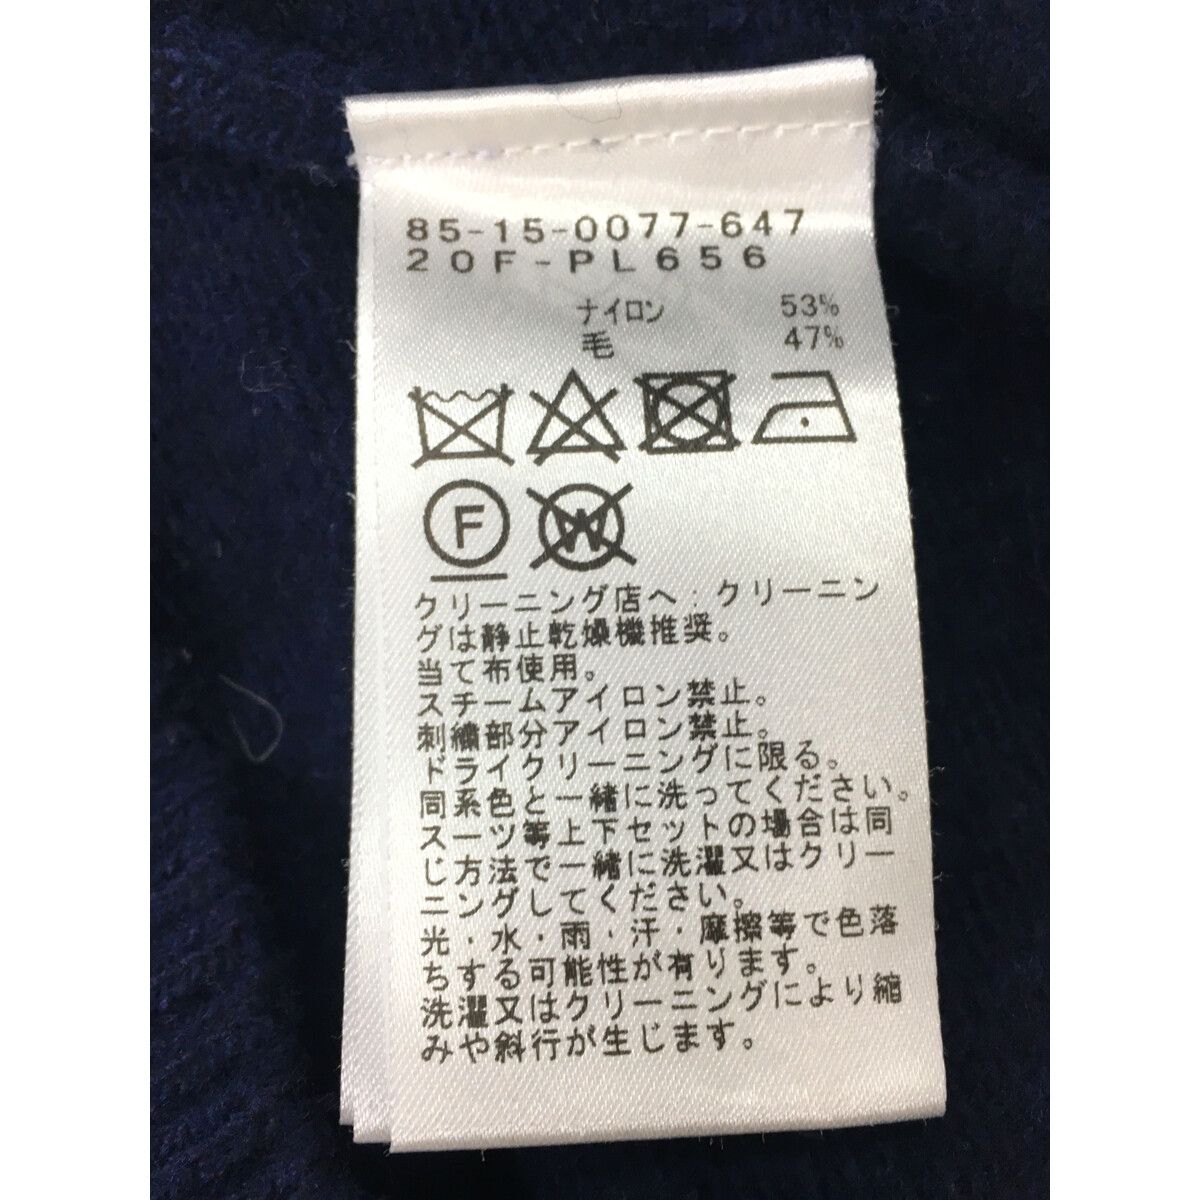 85-15-0077-647
20F-PL656
ナイロン 53%
毛 47%
F
W
クリーニング店へ・クリーニン
グは静止乾燥機推奨。
当て布使用。
スチームアイロン禁止。
刺繍部分アイロン禁止。
ドライクリーニングに限る。
同系色と一緒に洗ってください。
スーツ等上下セットの場合は同
じ方法で一緒に洗濯又はクリー
ニングしてください。
光・水・雨・汗・摩擦等で色落
ちする可能性が有ります。
洗濯又はクリーニングにより縮
みや斜行が生じます。